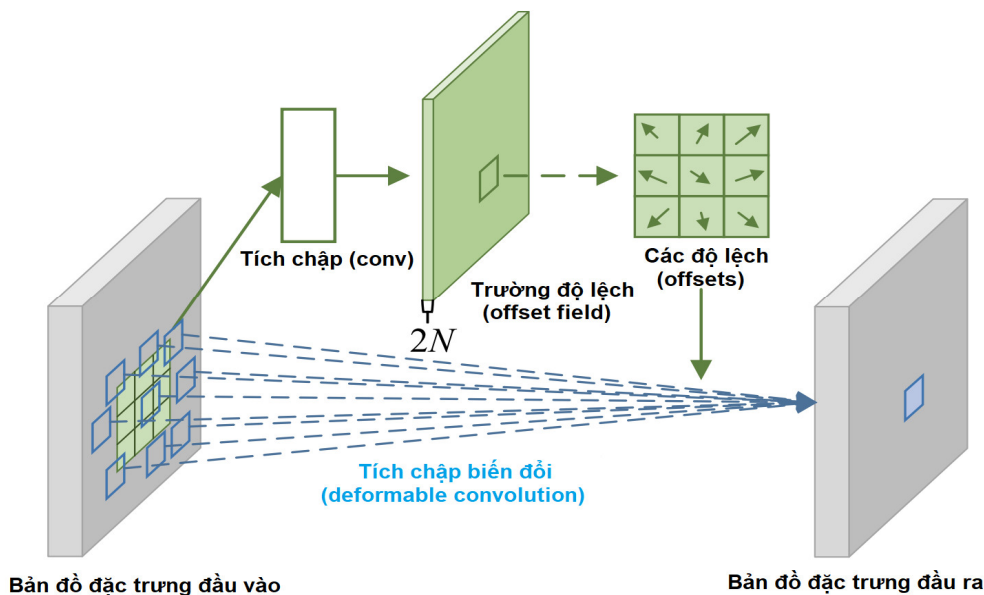 Tích chập (conv)
Trường độ lệch
(offset field)
2N
Các độ lệch
(offsets)
Tích chập biến đổi
(deformable convolution)
Bản đồ đặc trưng đầu vào
Bản đồ đặc trưng đầu ra